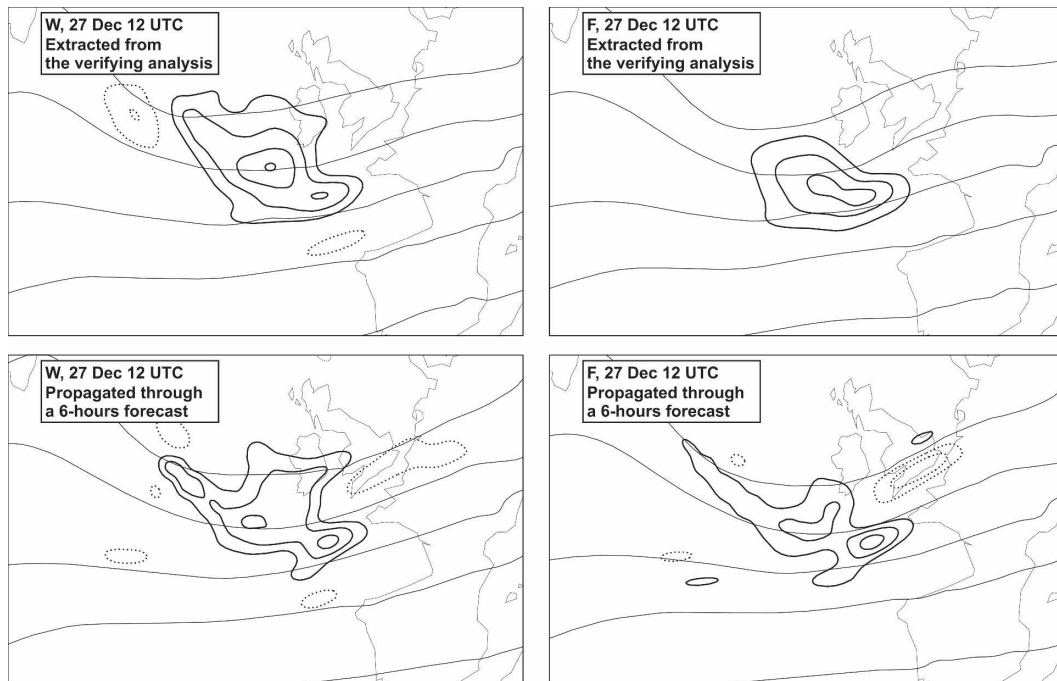 W, 27 Dec 12 UTC
Extracted from
the verifying analysis
F, 27 Dec 12 UTC
Extracted from
the verifying analysis
W, 27 Dec 12 UTC
Propagated through
a 6-hours forecast
F, 27 Dec 12 UTC
Propagated through
a 6-hours forecast